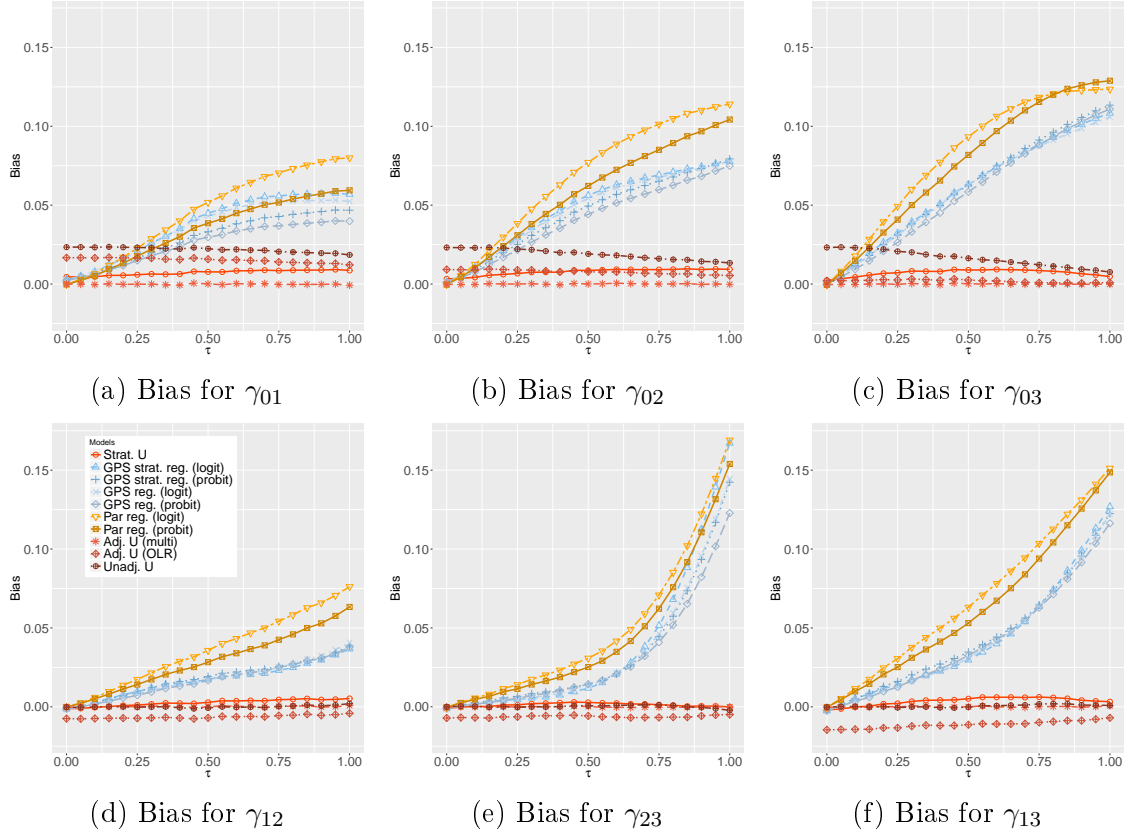 0.15
0.10
0.05
0.00
Bias
0.00 0.25 0.50 0.75 1.00
τ
(a) Bias for γ01
0.15
0.10
0.05
0.00
Bias
0.00 0.25 0.50 0.75 1.00
τ
(b) Bias for γ02
0.15
0.10
0.05
0.00
Bias
0.00 0.25 0.50 0.75 1.00
τ
(c) Bias for γ03
0.15
0.10
0.05
0.00
Bias
Models
Strat. U
GPS strat. reg. (logit)
GPS strat. reg. (probit)
GPS reg. (logit)
GPS reg. (probit)
Par reg. (logit)
Par reg. (probit)
Adj. U (multi)
Adj. U (OLR)
Unadj. U
0.00 0.25 0.50 0.75 1.00
τ
(d) Bias for γ12
0.15
0.10
0.05
0.00
Bias
0.00 0.25 0.50 0.75 1.00
τ
(e) Bias for γ23
0.15
0.10
0.05
0.00
Bias
0.00 0.25 0.50 0.75 1.00
τ
(f) Bias for γ13